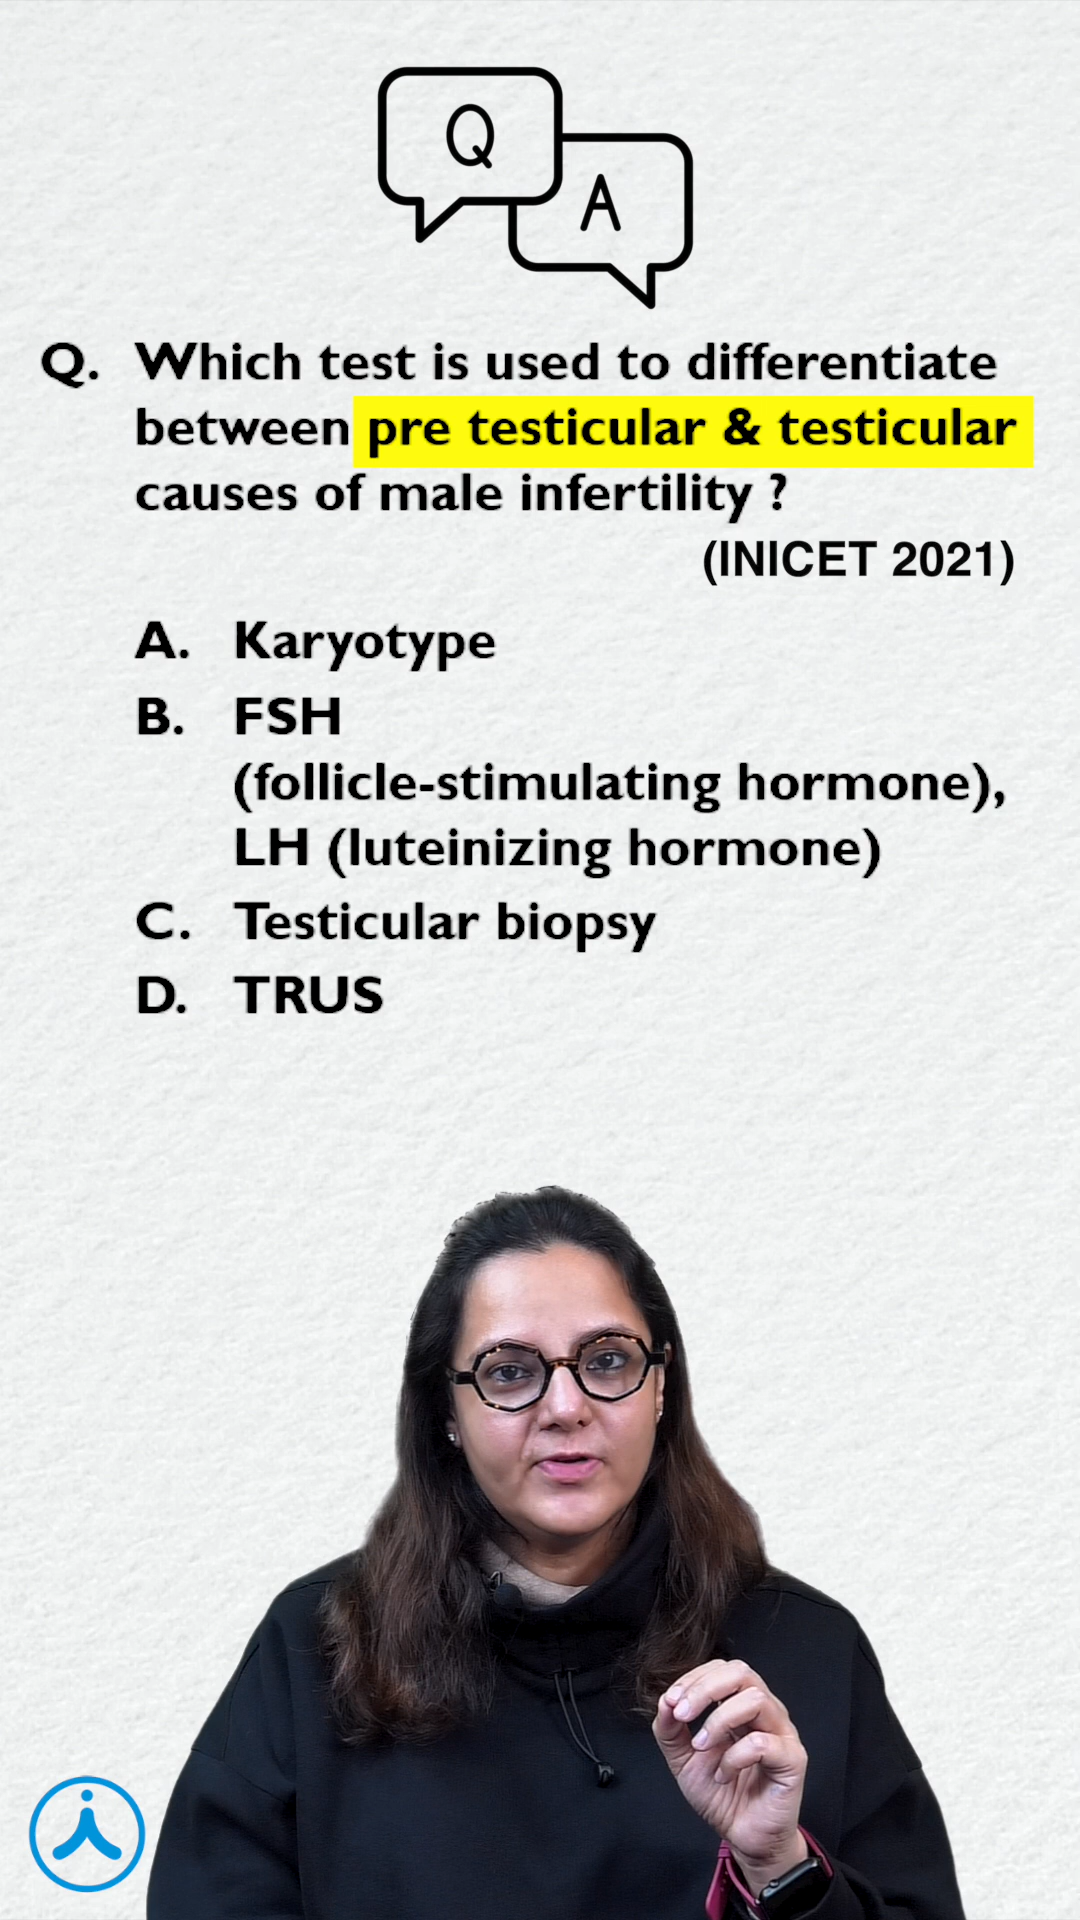 Q
A
Q. Which test is used to differentiate
between pre testicular & testicular
causes of male infertility ?
(INICET 2021)
A. Karyotype
B. FSH
(follicle-stimulating hormone),
LH (luteinizing hormone)
C. Testicular biopsy
D. TRUS